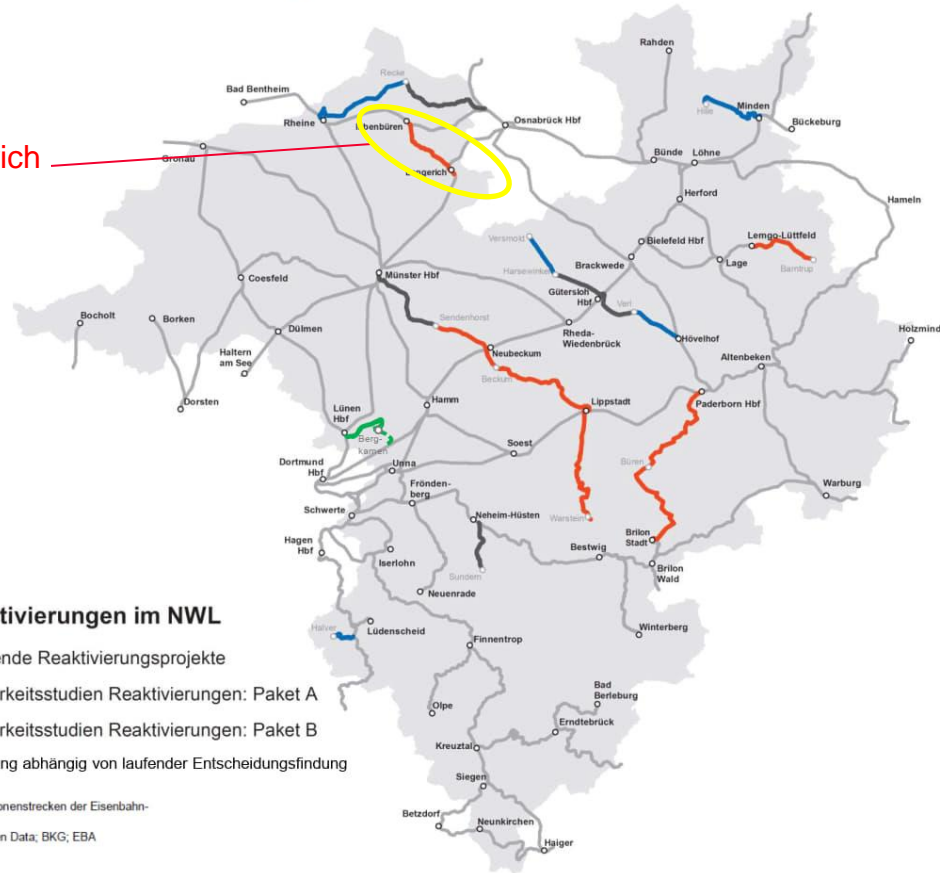 Rahden
Recke
Bad Bentheim
Hille
Minden
Rheine
Ibbenbüren
Osnabrück Hbf
Bückeburg
ich
Gronau
Lengerich
Bünde
Löhne
Herford
Hameln
Versmold
Bielefeld Hbf
Lemgo-Lüttfeld
Harsewinkel
Brackwede
Lage
Barntrup
Münster Hbf
Coesfeld
Gütersloh
Hbf
Verl
Bocholt
Borken
Sendenhorst
Dülmen
Rheda-
Wiedenbrück
Hövelhof
Holzmind
Haltern
am See
Neubeckum
Altenbeken
Beckum
Dorsten
Hamm
Lippstadt
Paderborn Hbf
Lünen
Hbf
Berg-
kamen
Soest
Dortmund
Hbf
Unna
Büren
Warburg
Frönden-
berg
Schwerte
Neheim-Hüsten
Warstein
Hagen
Hbf
Brilon
Stadt
Bestwig
Iserlohn
Brilon
Wald
Sundern
Neuenrade
tivierungen im NWL
Halver
Lüdenscheid
Winterberg
Finnentrop
nde Reaktivierungsprojekte
rkeitsstudien Reaktivierungen: Paket A
Bad
Berleburg
Olpe
rkeitsstudien Reaktivierungen: Paket B
Erndtebrück
Kreuztal
ng abhängig von laufender Entscheidungsfindung
Siegen
onenstrecken der Eisenbahn-
Betzdorf
Neunkirchen
n Data; BKG; EBA
Haiger